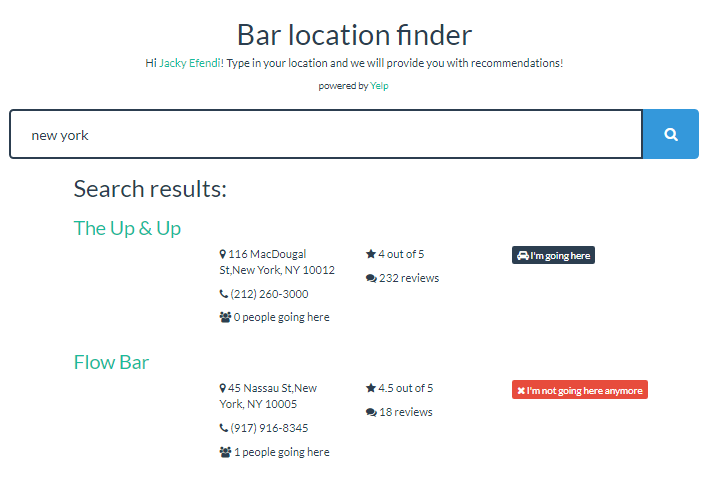 Bar location finder
Hi Jacky Efendi! Type in your location and we will provide you with recommendations!
powered by Yelp
new york
Search results:
The Up & Up
116 MacDougal
St,New York, NY 10012
(212) 260-3000
0 people going here
4 out of 5
232 reviews
I'm going here
Flow Bar
45 Nassau St,New
York, NY 10005
(917) 916-8345
1 people going here
4.5 out of 5
18 reviews
I'm not going here anymore